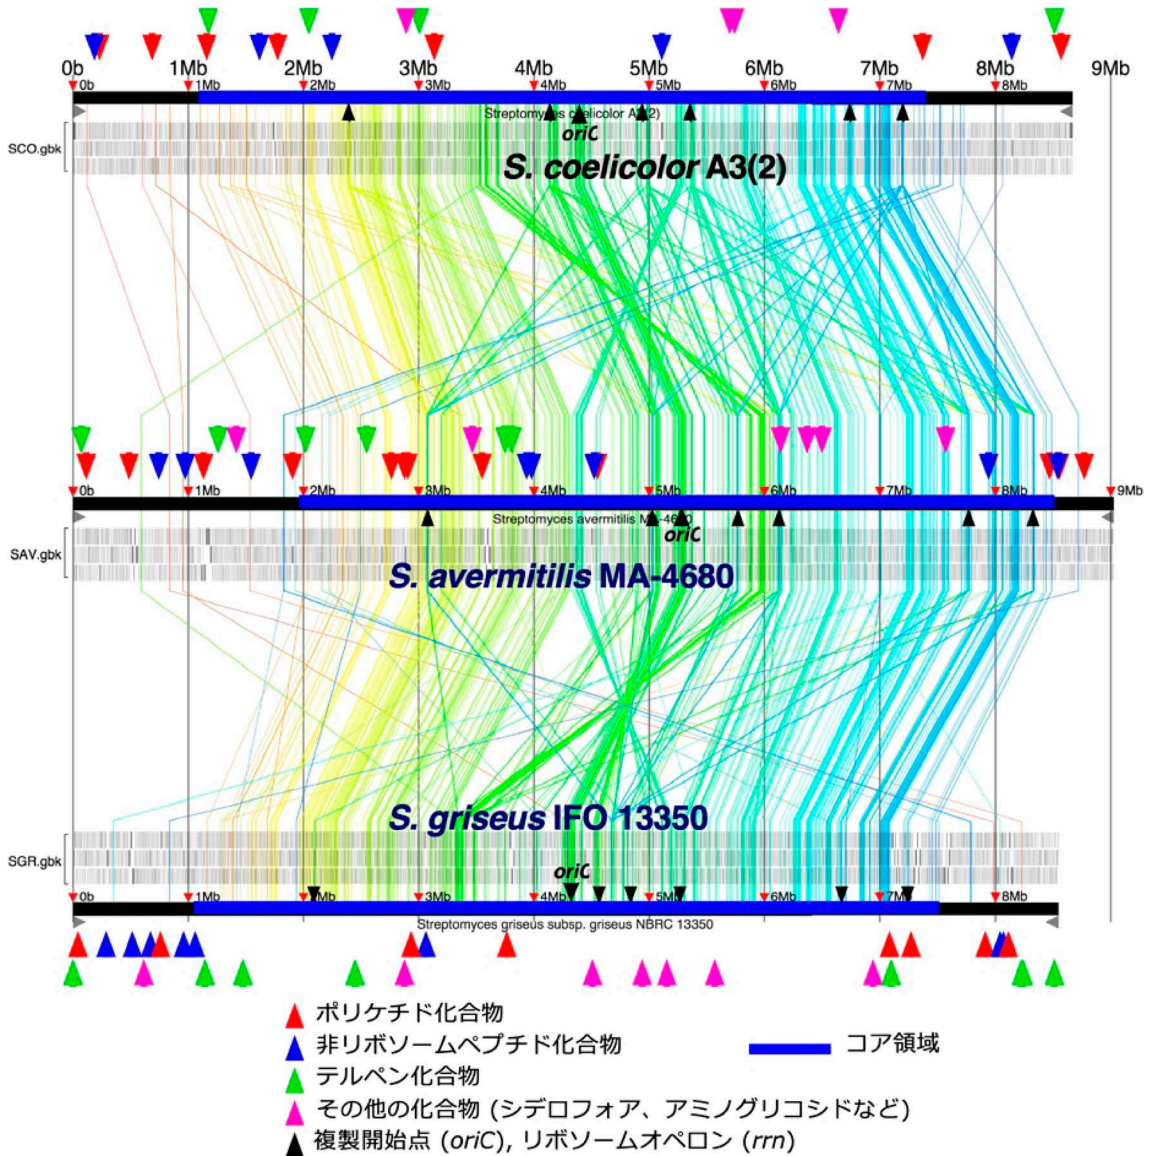 0b 1Mb 2Mb 3Mb 4Mb 5Mb 6Mb 7Mb 8Mb 9Mb
1Mb 2Mb 3Mb 4Mb 5Mb 6Mb 7Mb 8Mb
Streptomyces coelicolor A3(2)
oriC
SCO.gbk
S. coelicolor A3(2)
0b 1Mb 2Mb 3Mb 4Mb 5Mb 6Mb 7Mb 8Mb 9Mb
Streptomyces avermitilis MA-4680
oriC
SAV.gbk
S. avermitilis MA-4680
S. griseus IFO 13350
SGR.gbk
oriC
0b 1Mb 2Mb 3Mb 4Mb 5Mb 6Mb 7Mb 8Mb
Streptomyces griseus subsp. griseus NBRC 13350
ポリケチド化合物
非リボソームペプチド化合物 コア領域
テルペン化合物
その他の化合物 (シデロフォア、アミノグリコシドなど)
複製開始点 (oriC), リボソームオペロン (rrn)